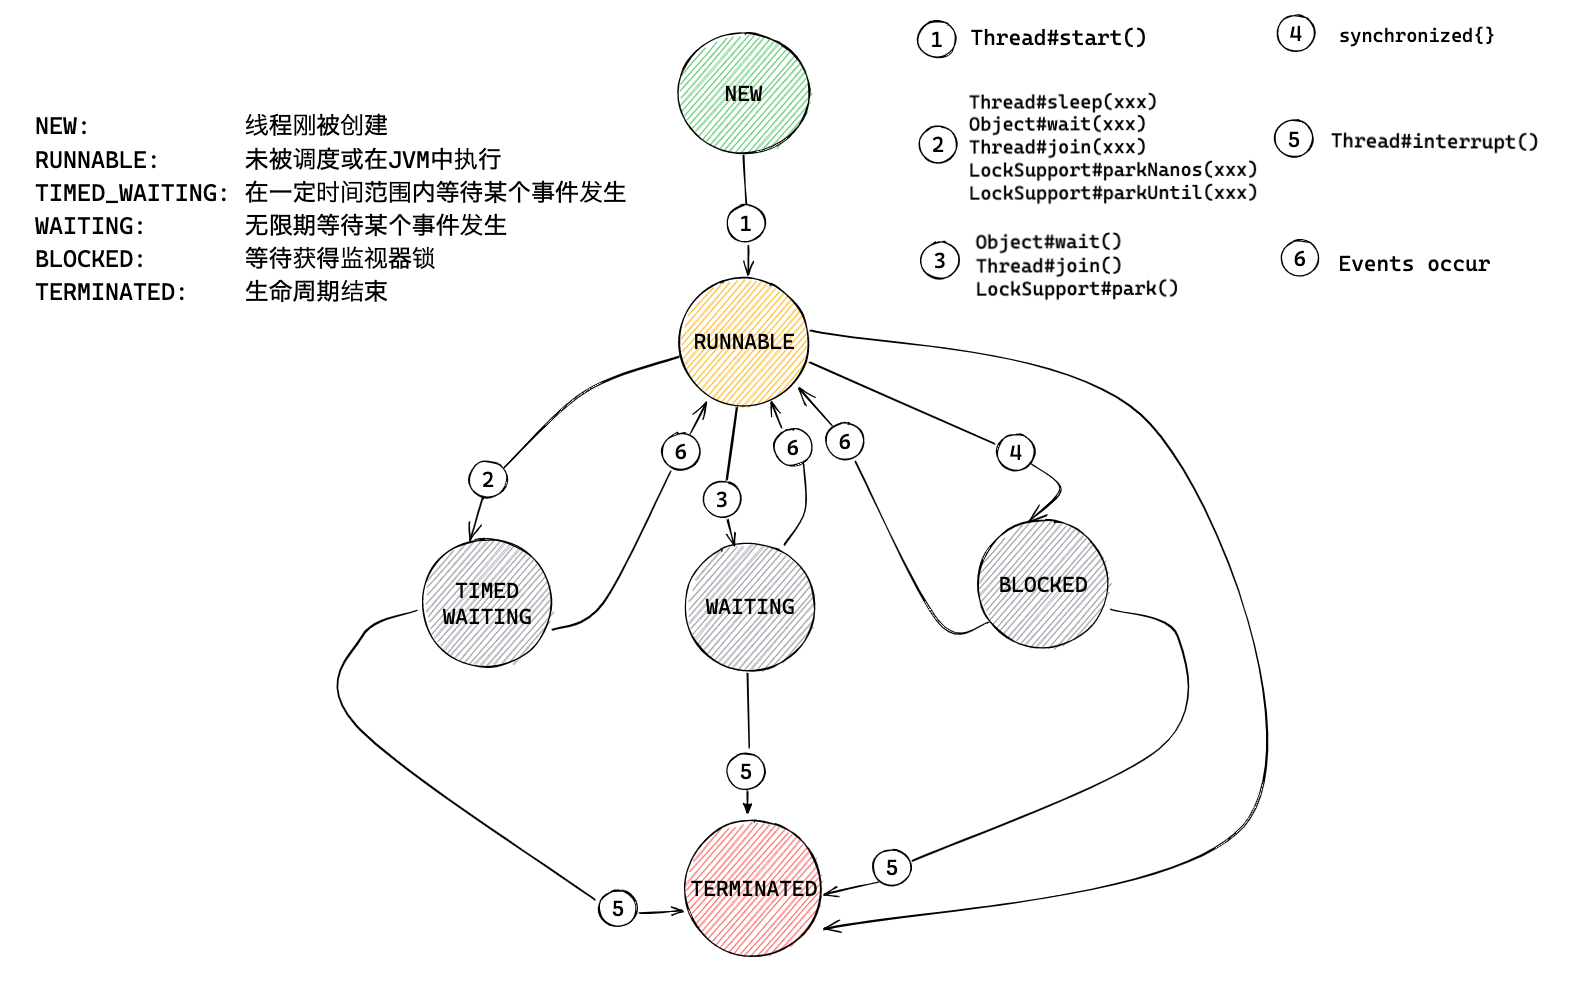 NEW: 线程刚被创建
RUNNABLE: 未被调度或在JVM中执行
TIMED_WAITING: 在一定时间范围内等待某个事件发生
WAITING: 无限期等待某个事件发生
BLOCKED: 等待获得监视器锁
TERMINATED: 生命周期结束
1 Thread#start()
2
Thread#sleep(xxx)
Object#wait(xxx)
Thread#join(xxx)
LockSupport#parkNanos(xxx)
LockSupport#parkUntil(xxx)
3
Object#wait()
Thread#join()
LockSupport#park()
4 synchronized{}
5 Thread#interrupt()
6 Events occur
NEW
1
RUNNABLE
2
6
3
6
6
4
TIMED
WAITING
WAITING
BLOCKED
5
5
5
TERMINATED